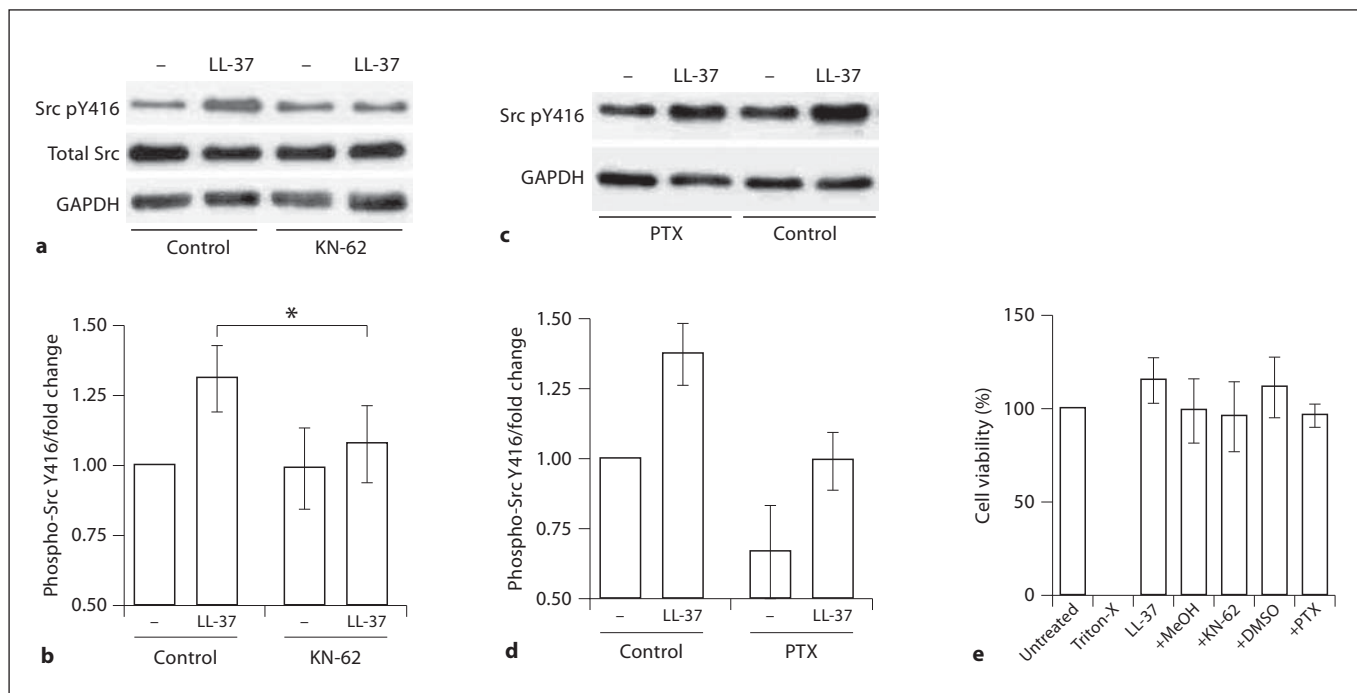 – LL-37 – LL-37
Src pY416
Total Src
GAPDH
Control KN-62
a
– LL-37 – LL-37
Src pY416
GAPDH
PTX Control
c
*
1.50
1.25
1.00
0.75
0.50
Phospho-Src Y416/fold change
– LL-37 – LL-37
Control KN-62
b
1.50
1.25
1.00
0.75
0.50
Phospho-Src Y416/fold change
– LL-37 – LL-37
Control PTX
d
150
100
50
0
Cell viability (%)
Untreated Triton-X LL-37 +MeOH +KN-62 +DMSO +PTX
e